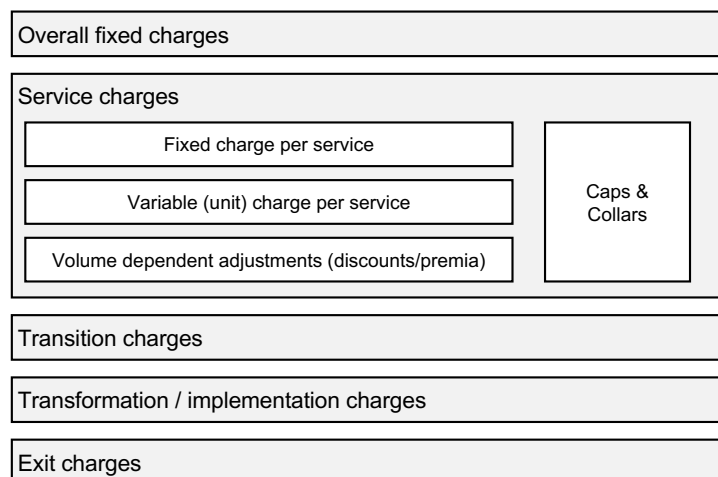 Overall fixed charges
Service charges
Fixed charge per service
Variable (unit) charge per service
Volume dependent adjustments (discounts/premia)
Caps &
Collars
Transition charges
Transformation / implementation charges
Exit charges